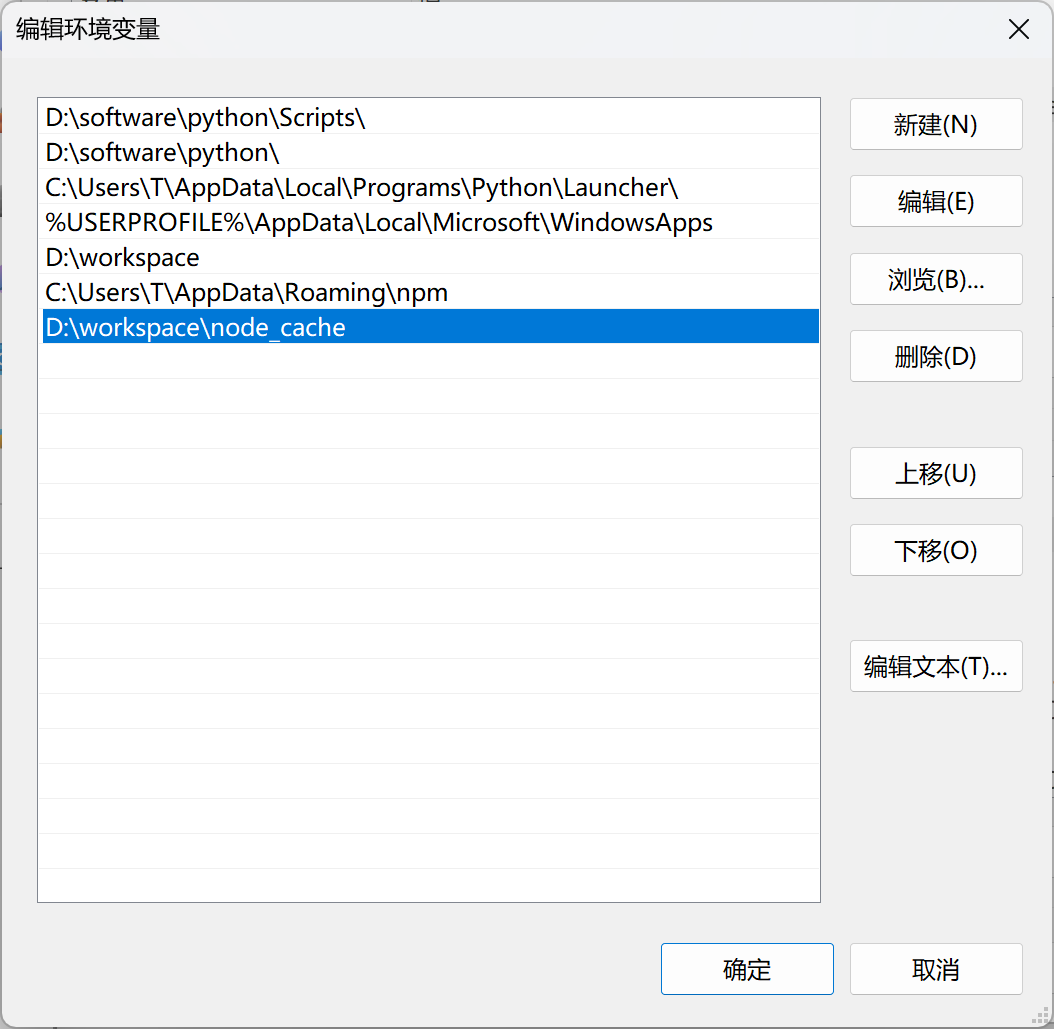 编辑环境变量
D:\software\python\Scripts\
D:\software\python\
C:\Users\T\AppData\Local\Programs\Python\Launcher\
%USERPROFILE%\AppData\Local\Microsoft\WindowsApps
D:\workspace
C:\Users\T\AppData\Roaming\npm
D:\workspace\node_cache
新建(N)
编辑(E)
浏览(B)...
删除(D)
上移(U)
下移(O)
编辑文本(T)...
确定
取消